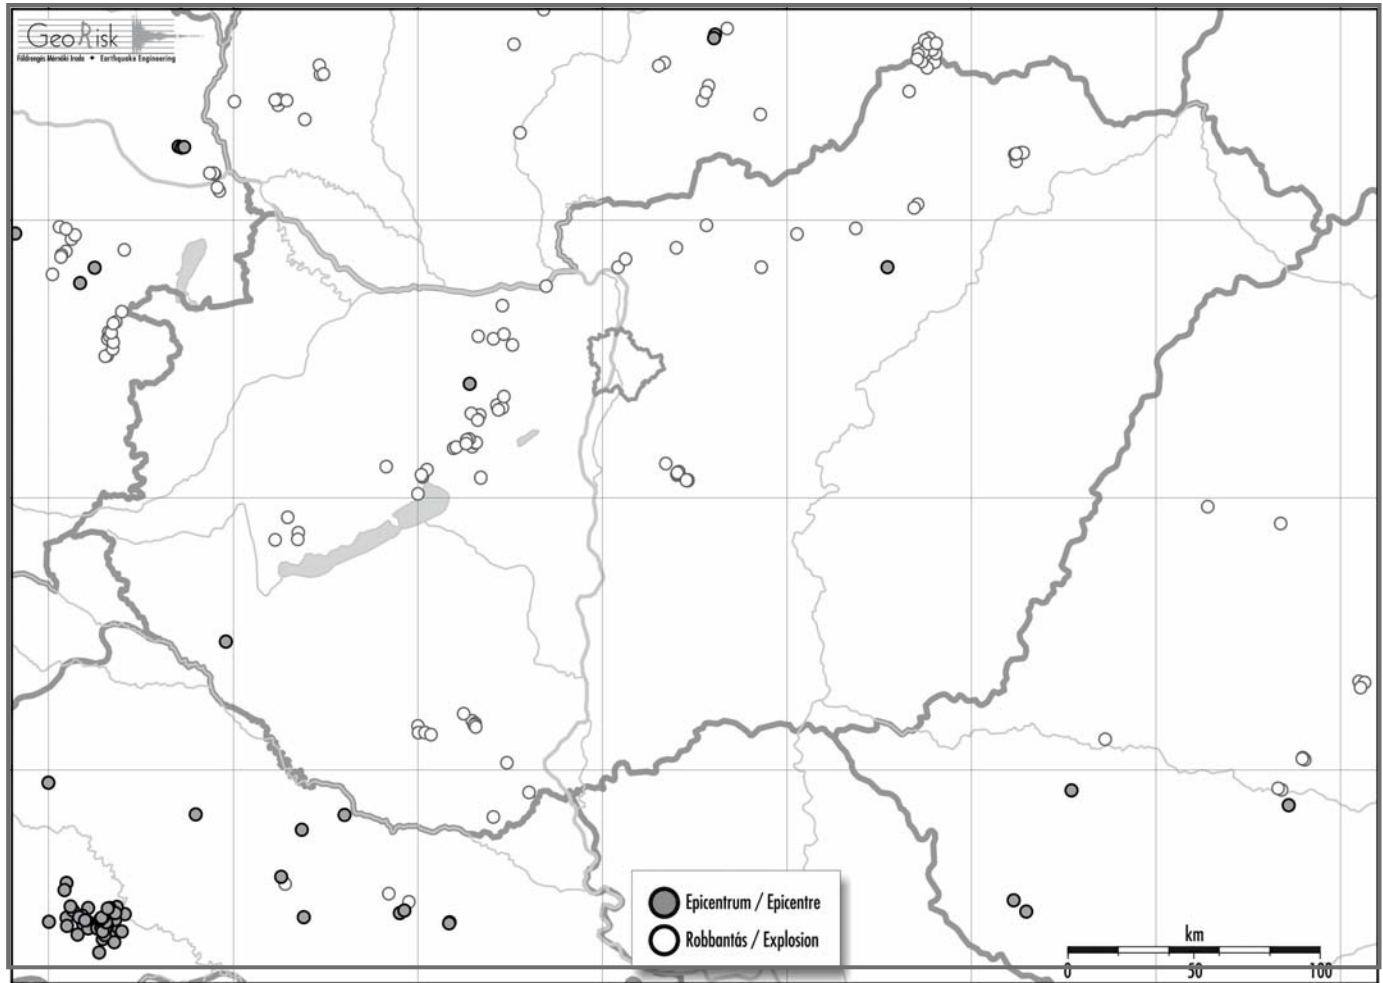 GeoRisk
Földrengés Mérnöki Iroda ✦ Earthquake Engineering
Epicentrum / Epicentre
Robbantás / Explosion
km
0 50 100